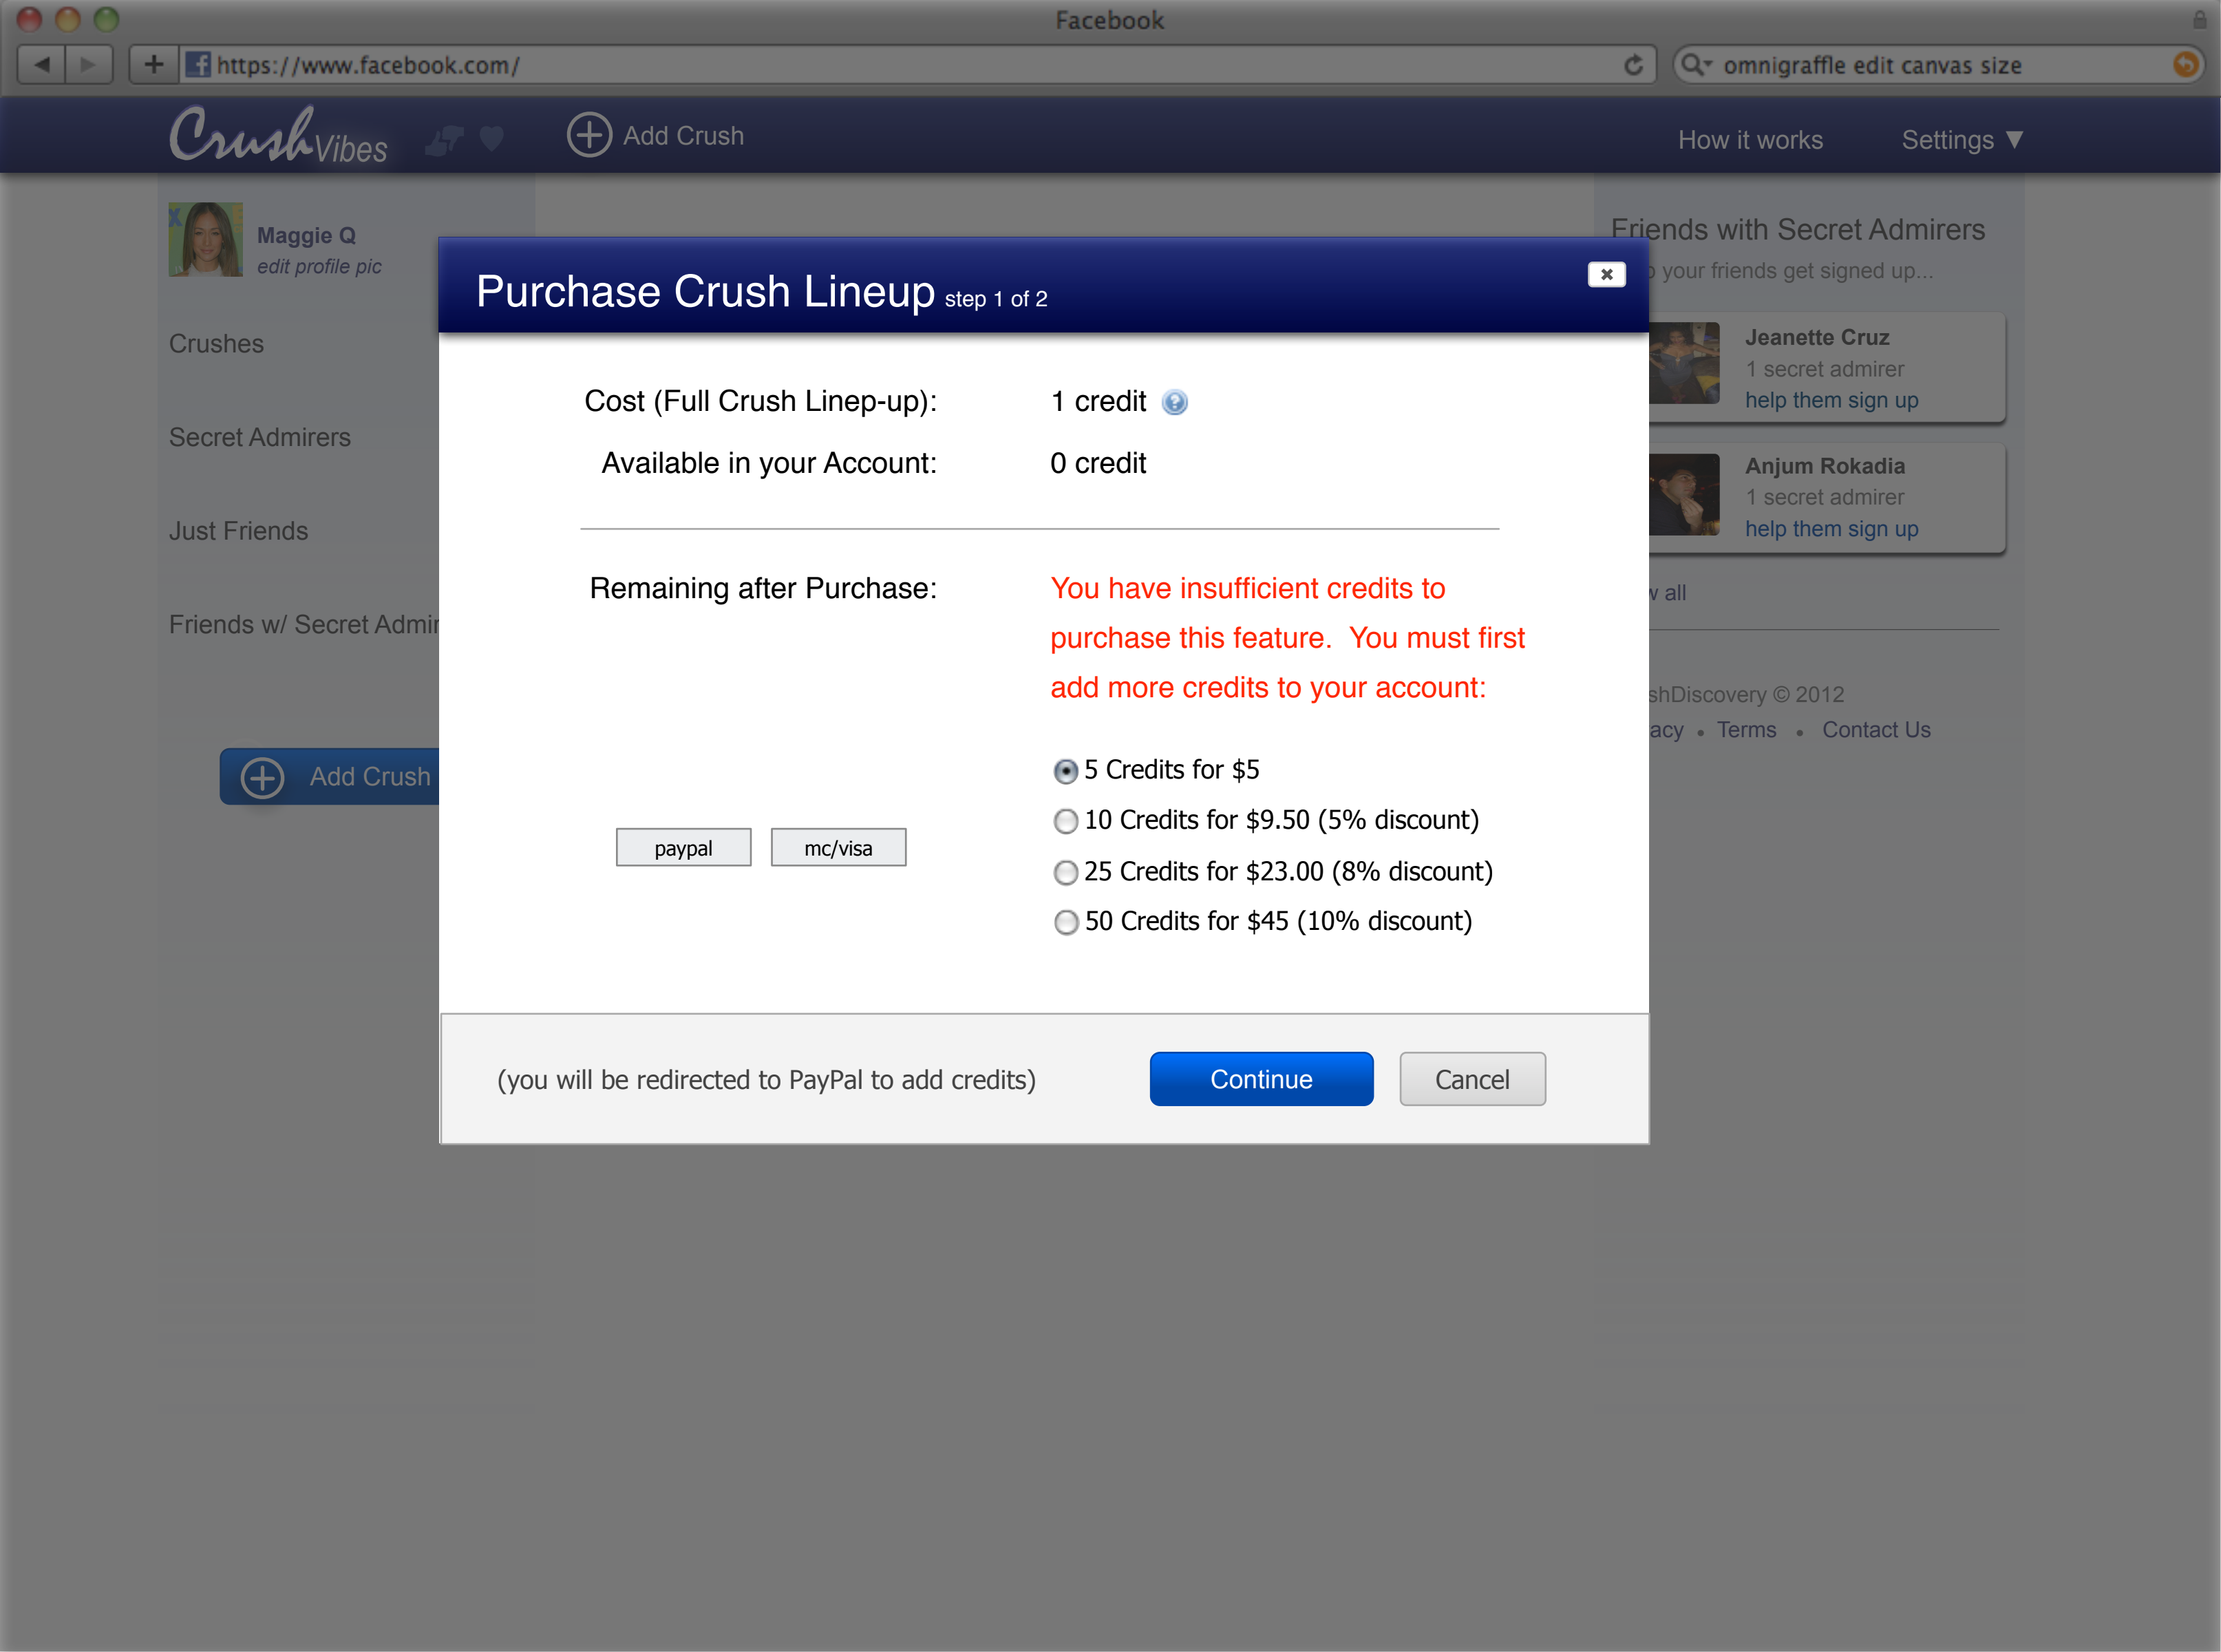 Facebook
https://www.facebook.com/
omnigraffle edit canvas size
Crush Vibes
Add Crush
How it works
Settings ▼
Maggie Q
edit profile pic
Crushes
Secret Admirers
Just Friends
Friends w/ Secret Admir
Add Crush
Purchase Crush Lineup step 1 of 2
Cost (Full Crush Linep-up): 1 credit
Available in your Account: 0 credit
Remaining after Purchase:
You have insufficient credits to
purchase this feature. You must first
add more credits to your account:
5 Credits for $5
10 Credits for $9.50 (5% discount)
25 Credits for $23.00 (8% discount)
50 Credits for $45 (10% discount)
paypal
mc/visa
(you will be redirected to PayPal to add credits)
Continue
Cancel
Friends with Secret Admirers
your friends get signed up...
Jeanette Cruz
1 secret admirer
help them sign up
Anjum Rokadia
1 secret admirer
help them sign up
all
shDiscovery © 2012
acy • Terms • Contact Us